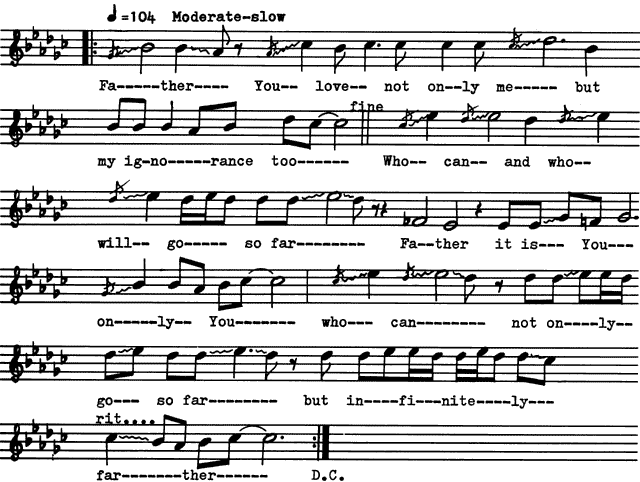 ♩=104 Moderate-slow
Fa-----ther---- You-- love-- not on--ly me----- but
fine
my ig-no-----rance too------ Who-- can-- and who--
will-- go----- so far--------- Fa--ther it is--- You---
on-----ly-- You------- who--- can--------- not on----ly--
go--- so far--------- but in----fi--nite----ly---
rit....
far-------ther------ D.C.